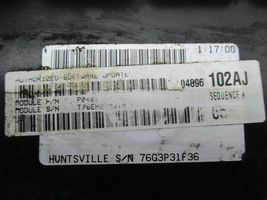 1:17:00
AUTHORIZED SOFTWARE UPDATE
04896 102AJ
SEQUENCE #
MODULE P/N
MODULE S/N
HUNTSVILLE S/N 76G3P31F36